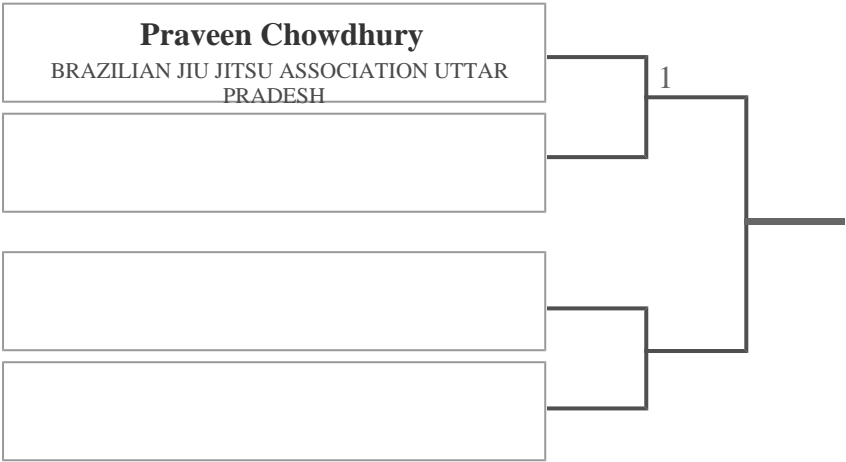 Praveen Chowdhury
BRAZILIAN JIU JITSU ASSOCIATION UTTAR
PRADESH
1